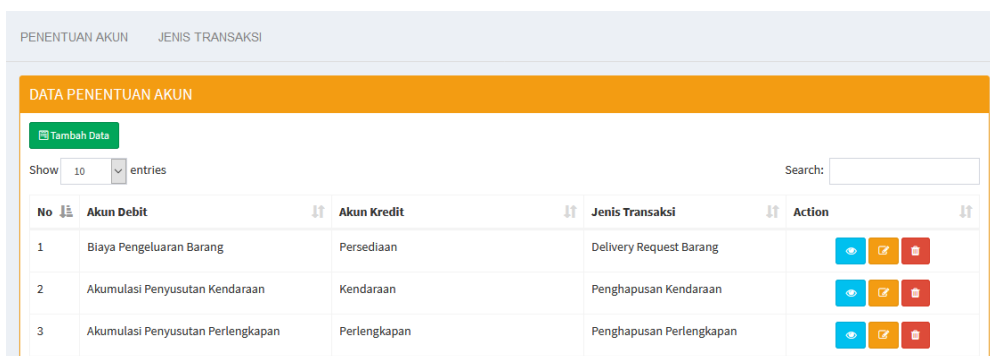 PENENTUAN AKUN JENIS TRANSAKSI
DATA PENENTUAN AKUN
Tambah Data
Show 10 entries Search:
No Akun Debit Akun Kredit Jenis Transaksi Action
1 Biaya Pengeluaran Barang Persediaan Delivery Request Barang
2 Akumulasi Penyusutan Kendaraan Kendaraan Penghapusan Kendaraan
3 Akumulasi Penyusutan Perlengkapan Perlengkapan Penghapusan Perlengkapan